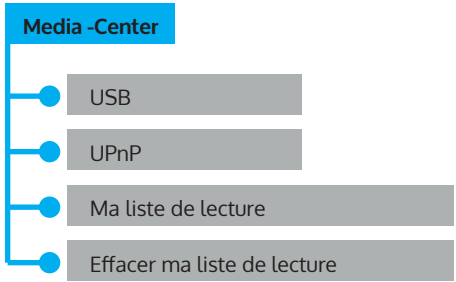 Media -Center
USB
UPnP
Ma liste de lecture
Effacer ma liste de lecture